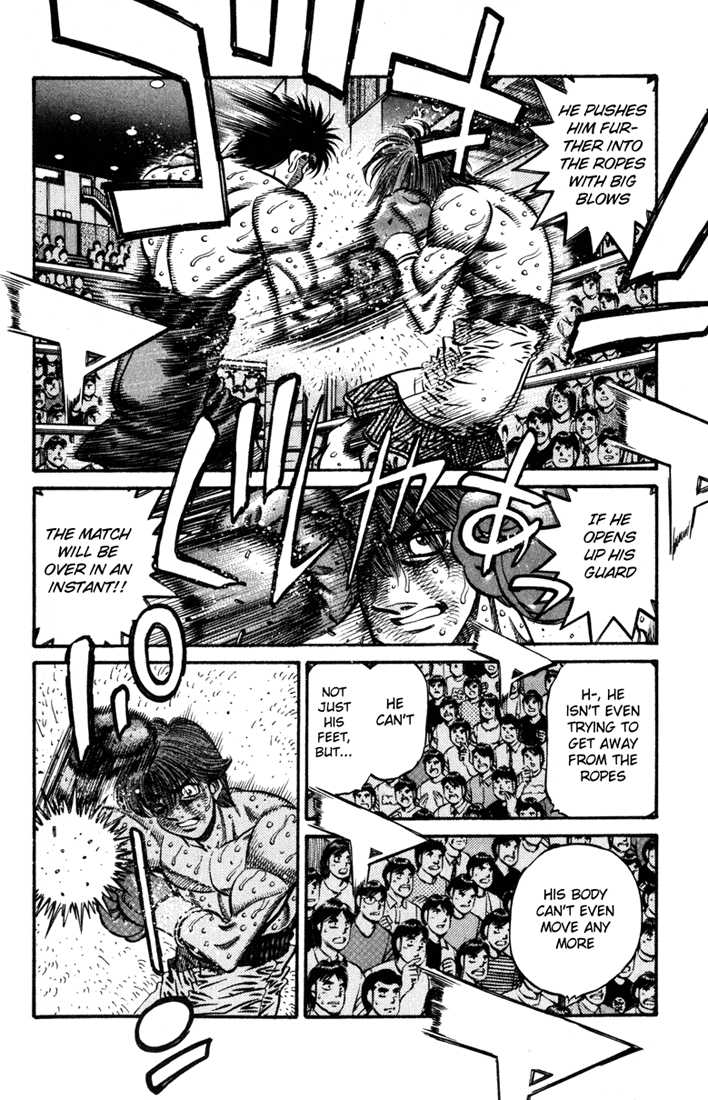 ゴ
ギ
HE PUSHES
HIM FUR-
THER INTO
THE ROPES
WITH BIG
BLOWS
IF HE
OPENS
UP HIS
GUARD
THE MATCH
WILL BE
OVER IN AN
INSTANT!!
H-, HE
ISN'T EVEN
TRYING TO
GET AWAY
FROM THE
ROPES
HE
CAN'T
NOT
JUST
HIS
FEET,
BUT...
HIS BODY
CAN'T EVEN
MOVE ANY
MORE